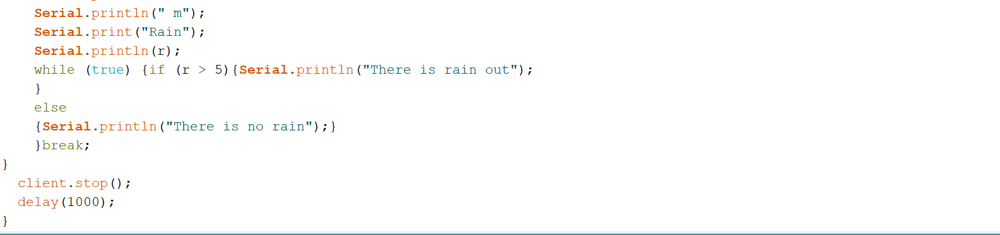 Serial.println(" m");
Serial.print("Rain");
Serial.println(r);
while (true) {if (r > 5){Serial.println("There is rain out");
}
else
{Serial.println("There is no rain");}
}break;
}
client.stop();
delay(1000);
}